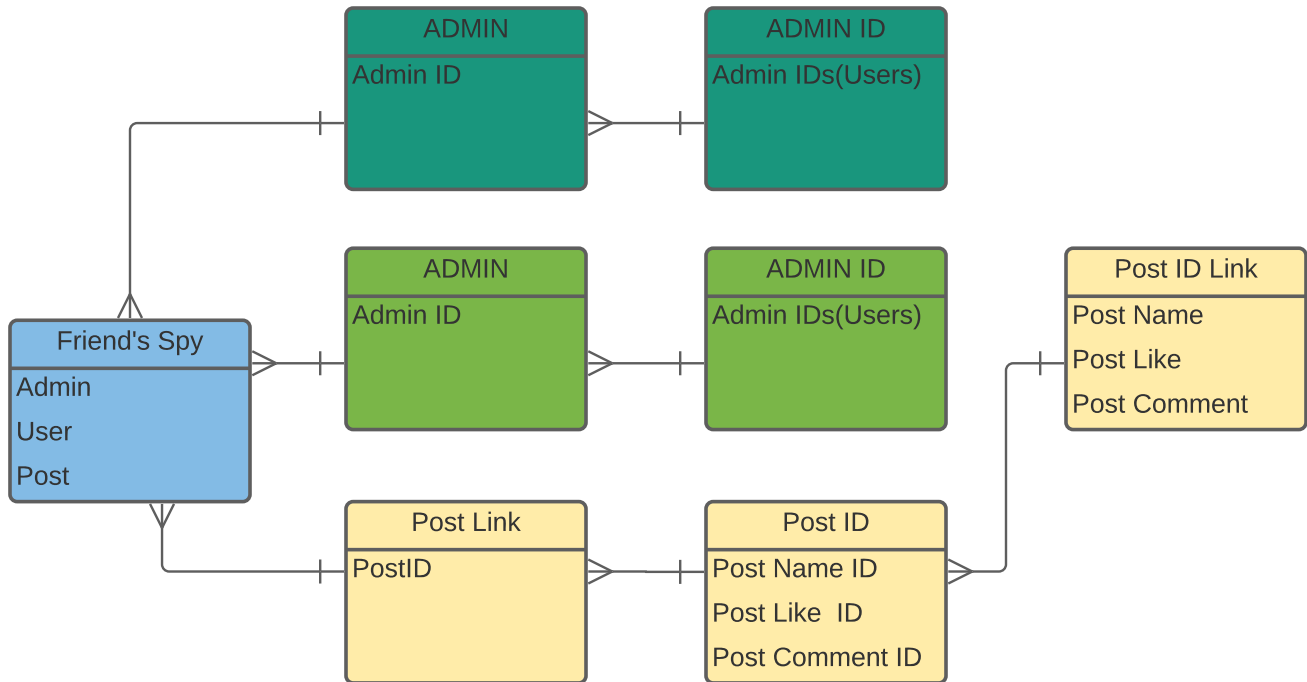 ADMIN
Admin ID
ADMIN ID
Admin IDs(Users)
Friend's Spy
Admin
User
Post
ADMIN
Admin ID
ADMIN ID
Admin IDs(Users)
Post ID Link
Post Name
Post Like
Post Comment
Post Link
PostID
Post ID
Post Name ID
Post Like  ID
Post Comment ID